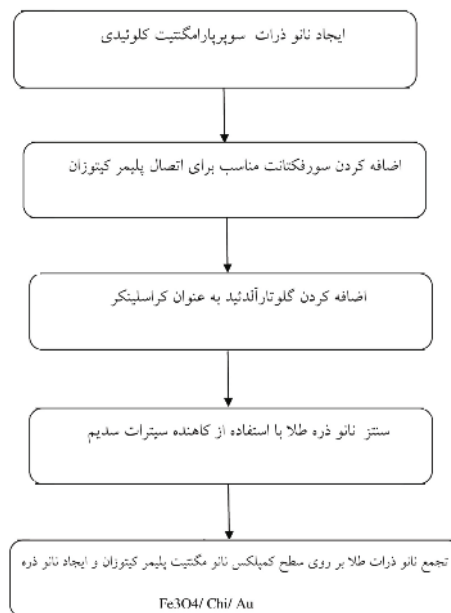 ایجاد نانو ذرات سوپرپارامگنتیت کلوئیدی
اضافه کردن سورفکتانت مناسب برای اتصال پلیمر کیتوزان
اضافه کردن گلوتارآلدئید به عنوان کراسلینکر
سنتز نانو ذره طلا با استفاده از کاهنده سیترات سدیم
تجمع نانو ذرات طلا بر روی سطح کمپلکس نانو مگنتیت پلیمر کیتوزان و ایجاد نانو ذره
Fe3O4/ Chi/ Au